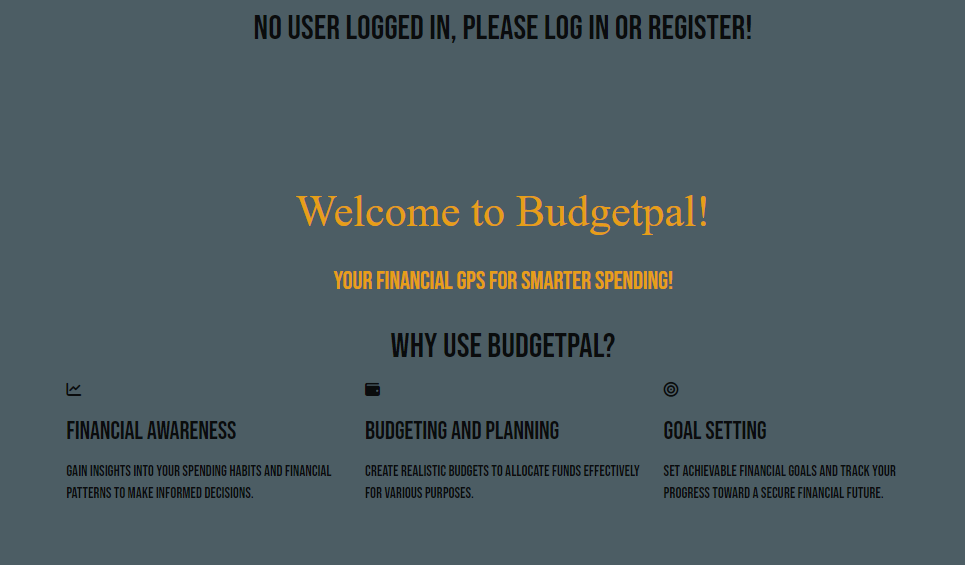 NO USER LOGGED IN, PLEASE LOG IN OR REGISTER!
Welcome to Budgetpal!
YOUR FINANCIAL GPS FOR SMARTER SPENDING!
WHY USE BUDGETPAL?
FINANCIAL AWARENESS
GAIN INSIGHTS INTO YOUR SPENDING HABITS AND FINANCIAL
PATTERNS TO MAKE INFORMED DECISIONS.
BUDGETING AND PLANNING
CREATE REALISTIC BUDGETS TO ALLOCATE FUNDS EFFECTIVELY
FOR VARIOUS PURPOSES.
GOAL SETTING
SET ACHIEVABLE FINANCIAL GOALS AND TRACK YOUR
PROGRESS TOWARD A SECURE FINANCIAL FUTURE.